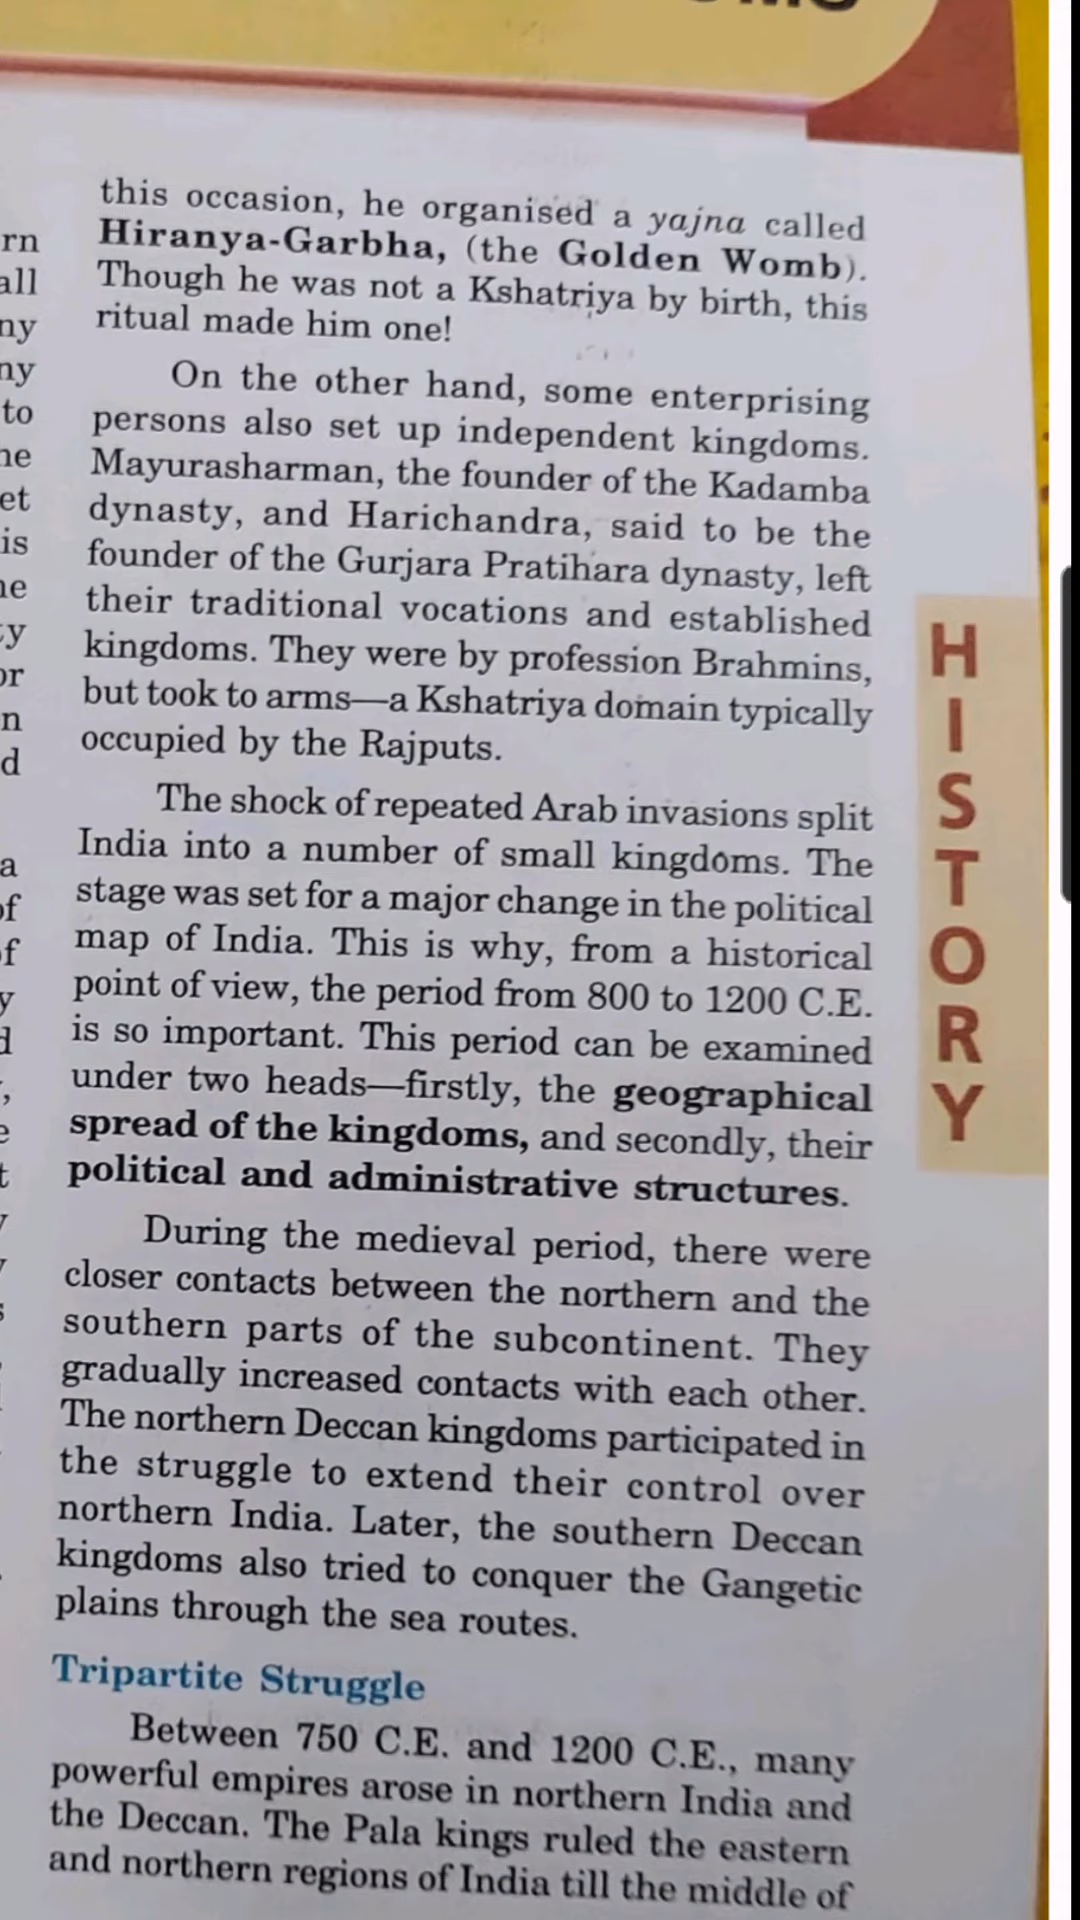 this occasion, he organised a yajna called
Hiranya-Garbha, (the Golden Womb).
Though he was not a Kshatriya by birth, this
ritual made him one!
On the other hand, some enterprising
persons also set up independent kingdoms.
Mayurasharman, the founder of the Kadamba
dynasty, and Harichandra, said to be the
founder of the Gurjara Pratihara dynasty, left
their traditional vocations and established
kingdoms. They were by profession Brahmins,
but took to arms—a Kshatriya domain typically
occupied by the Rajputs.
The shock of repeated Arab invasions split
India into a number of small kingdoms. The
stage was set for a major change in the political
map of India. This is why, from a historical
point of view, the period from 800 to 1200 C.E.
is so important. This period can be examined
under two heads—firstly, the geographical
spread of the kingdoms, and secondly, their
political and administrative structures.
During the medieval period, there were
closer contacts between the northern and the
southern parts of the subcontinent. They
gradually increased contacts with each other.
The northern Deccan kingdoms participated in
the struggle to extend their control over
northern India. Later, the southern Deccan
kingdoms also tried to conquer the Gangetic
plains through the sea routes.
Tripartite Struggle
Between 750 C.E. and 1200 C.E., many
powerful empires arose in northern India and
the Deccan. The Pala kings ruled the eastern
and northern regions of India till the middle of
HISTORY